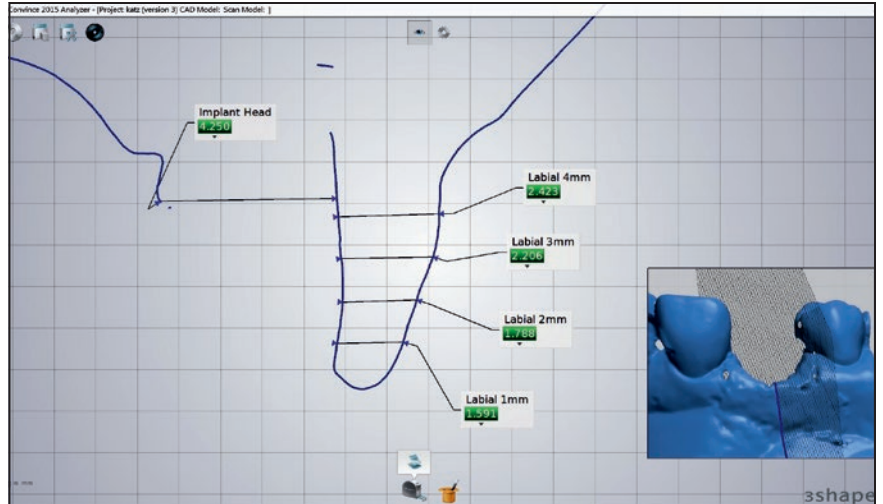 Convince 2015 Analyzer - [Project katz (version 3) CAD Model: Scan Model: ]
Implant Head
4.250
Labial 4mm
2.423
Labial 3mm
2.206
Labial 2mm
1.788
Labial 1mm
1.591
3shape